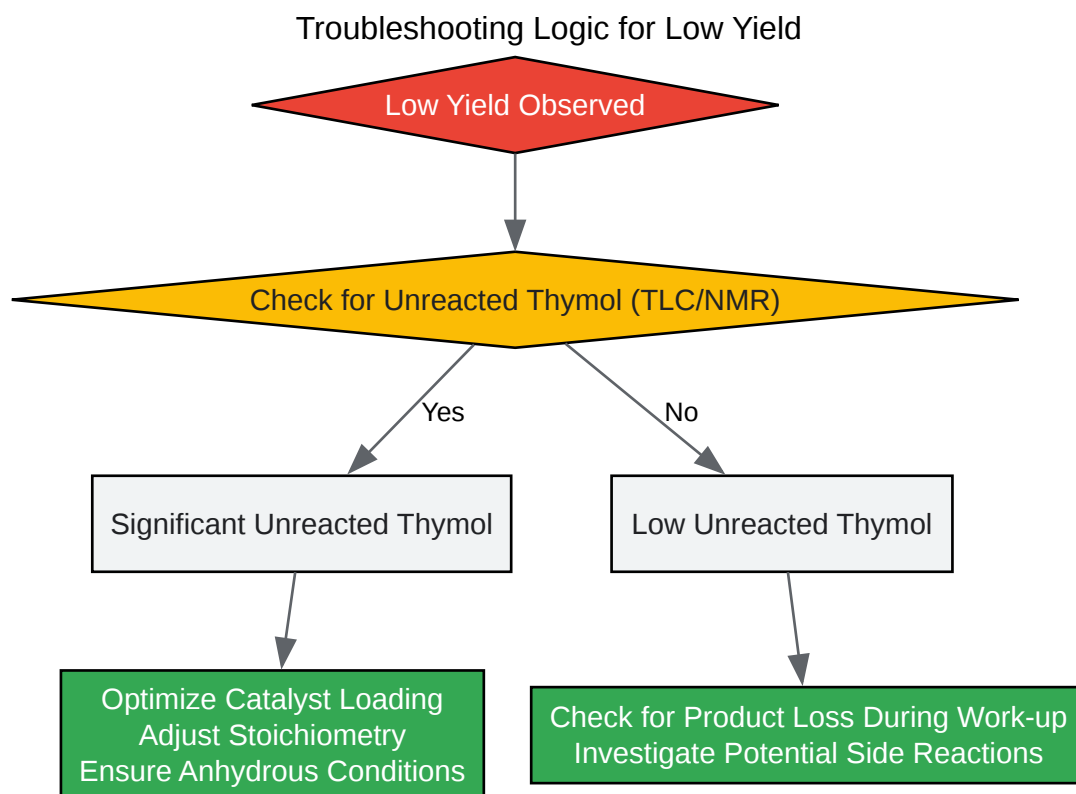 Troubleshooting Logic for Low Yield
Low Yield Observed
Check for Unreacted Thymol (TLC/NMR)
Yes
No
Significant Unreacted Thymol
Low Unreacted Thymol
Optimize Catalyst Loading
Adjust Stoichiometry
Ensure Anhydrous Conditions
Check for Product Loss During Work-up
Investigate Potential Side Reactions